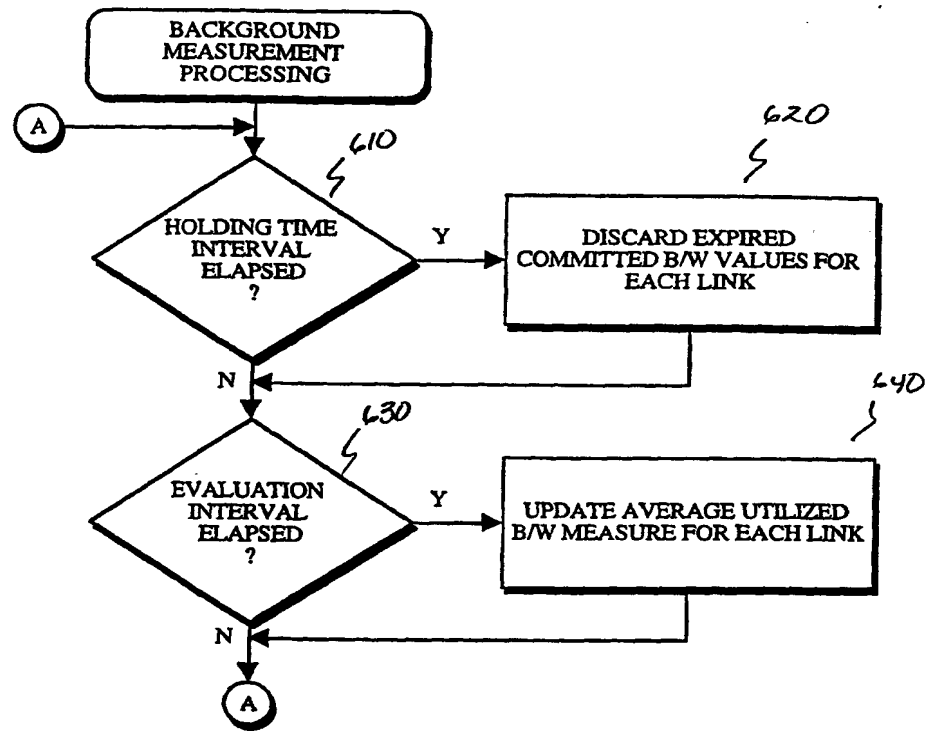 BACKGROUND
MEASUREMENT
PROCESSING
A
610
620
HOLDING TIME
INTERVAL
ELAPSED
?
Y
DISCARD EXPIRED
COMMITTED B/W VALUES FOR
EACH LINK
N
630
640
EVALUATION
INTERVAL
ELAPSED
?
Y
UPDATE AVERAGE UTILIZED
B/W MEASURE FOR EACH LINK
N
A